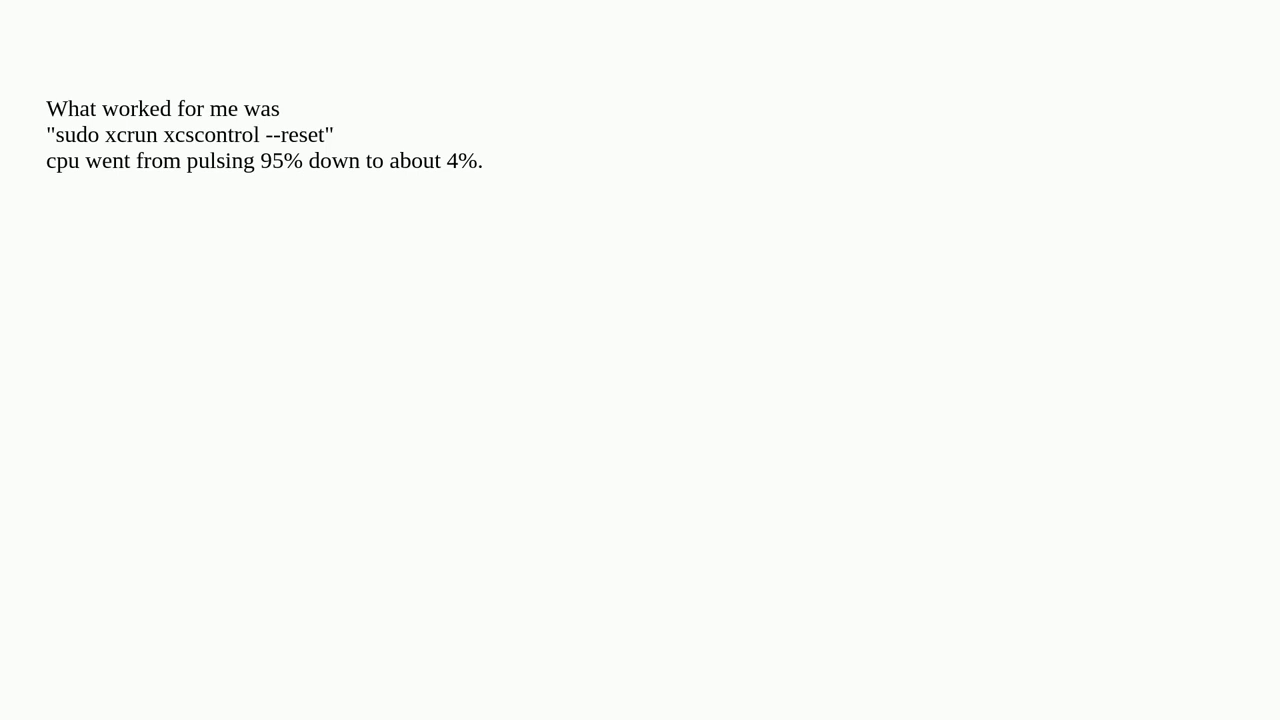 What worked for me was
"sudo xcrun xcscontrol --reset"
cpu went from pulsing 95% down to about 4%.